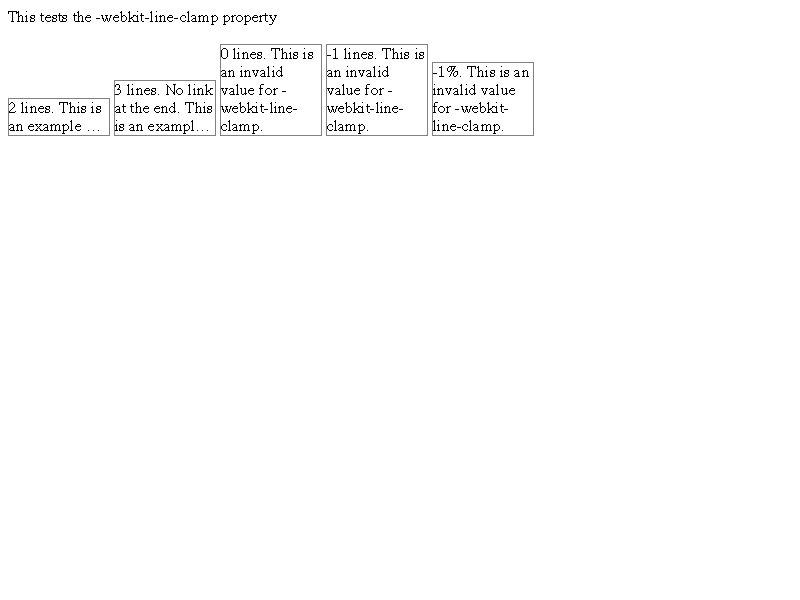 This tests the -webkit-line-clamp property
2 lines. This is
an example …
3 lines. No link
at the end. This
is an exampl…
0 lines. This is
an invalid
value for -
webkit-line-
clamp.
-1 lines. This is
an invalid
value for -
webkit-line-
clamp.
-1%. This is an
invalid value
for -webkit-
line-clamp.